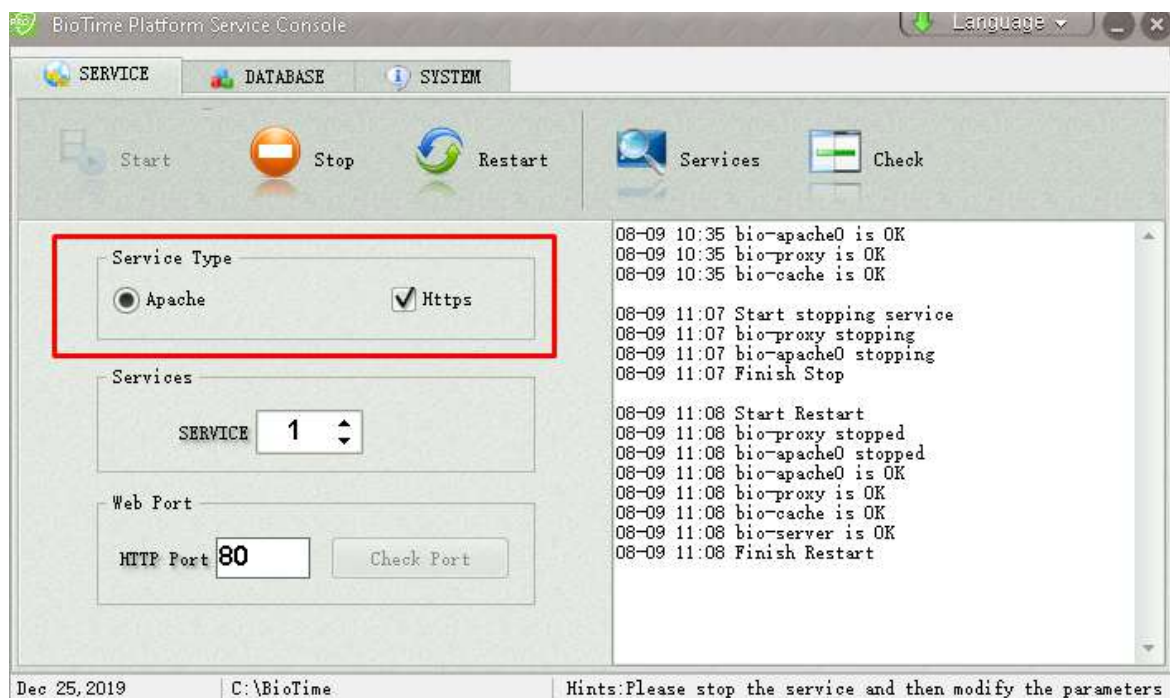 BioTime Platform Service Console
Language
SERVICE
DATABASE
SYSTEM
Start
Stop
Restart
Services
Check
Service Type
Apache
Https
Services
SERVICE 1
Web Port
HTTP Port 80
Check Port
08-09 10:35 bio-apache0 is OK
08-09 10:35 bio-proxy is OK
08-09 10:35 bio-cache is OK
08-09 11:07 Start stopping service
08-09 11:07 bio-proxy stopping
08-09 11:07 bio-apache0 stopping
08-09 11:07 Finish Stop
08-09 11:08 Start Restart
08-09 11:08 bio-proxy stopped
08-09 11:08 bio-apache0 stopped
08-09 11:08 bio-apache0 is OK
08-09 11:08 bio-proxy is OK
08-09 11:08 bio-cache is OK
08-09 11:08 bio-server is OK
08-09 11:08 Finish Restart
Dec 25,2019
C:\BioTime
Hints:Please stop the service and then modify the parameters